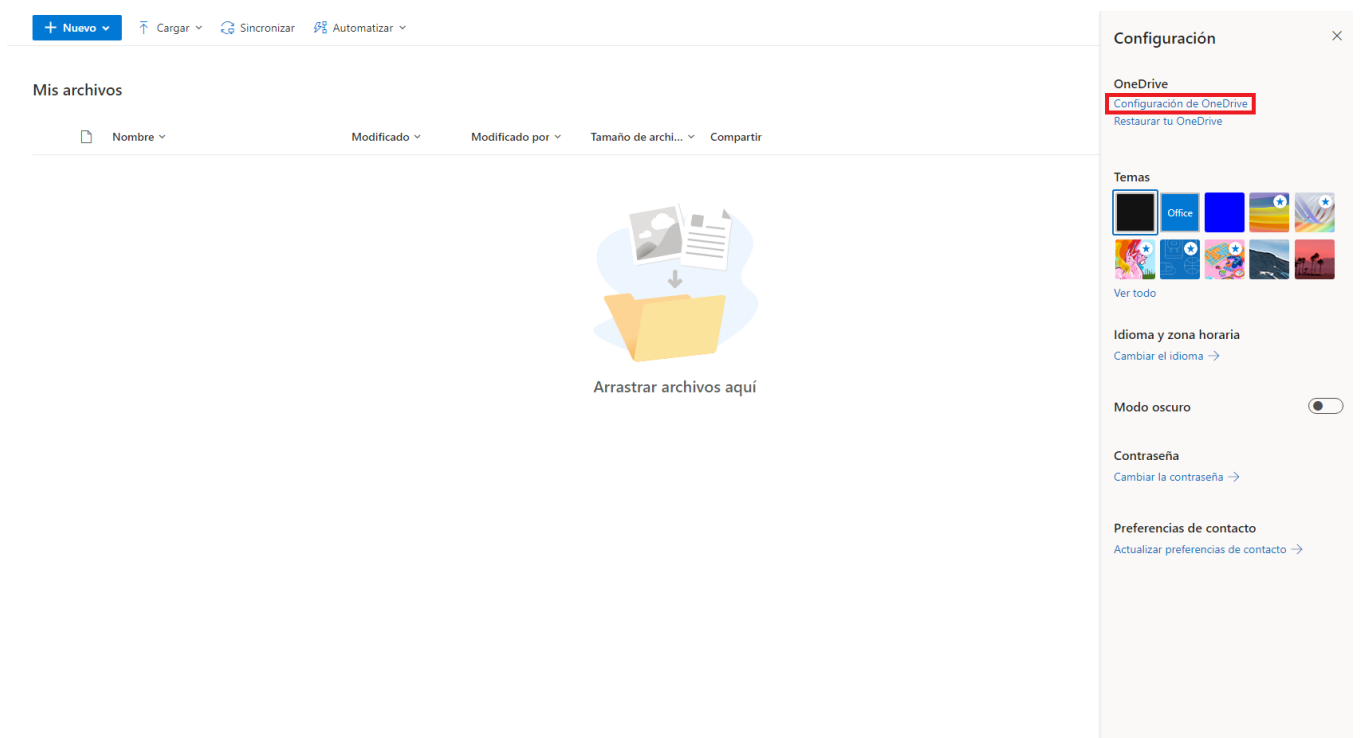 Nuevo Cargar Sincronizar Automatizar
Mis archivos
Nombre Modificado Modificado por Tamaño de archi... Compartir
Arrastrar archivos aquí
Configuración
OneDrive
Configuración de OneDrive
Restaurar tu OneDrive
Temas
Office
Ver todo
Idioma y zona horaria
Cambiar el idioma →
Modo oscuro
Contraseña
Cambiar la contraseña →
Preferencias de contacto
Actualizar preferencias de contacto →